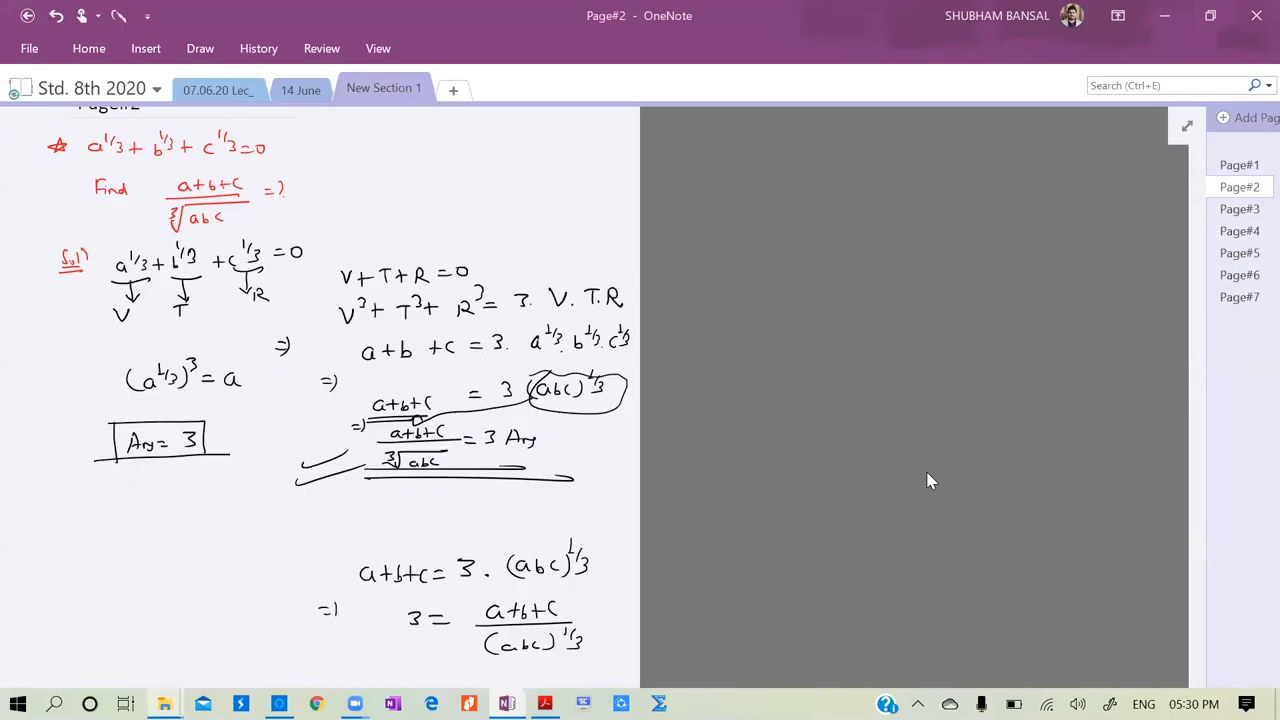 Page#2 - OneNote
SHUBHAM BANSAL
File Home Insert Draw History Review View
Std. 8th 2020
07.06.20 Lec_
14 June
New Section 1
Search (Ctrl+E)
Page#2
Add Pag
Page#1
Page#2
Page#3
Page#4
Page#5
Page#6
Page#7
☆ a^1/3 + b^1/3 + c^1/3 = 0
Find (a+b+c)/∛(abc) = ?
Sol^n
a^1/3 + b^1/3 + c^1/3 = 0
V T R
(a^1/3)^3 = a
Ans = 3
V + T + R = 0
V^3 + T^3 + R^3 = 3. V. T. R
⇒ a+b+c = 3. a^1/3. b^1/3. c^1/3
⇒ a+b+c = 3 (abc)^1/3
⇒ (a+b+c)/∛(abc) = 3 Ans
a+b+c = 3 . (abc)^1/3
⇒ 3 = (a+b+c)/(abc)^1/3
ENG 05:30 PM